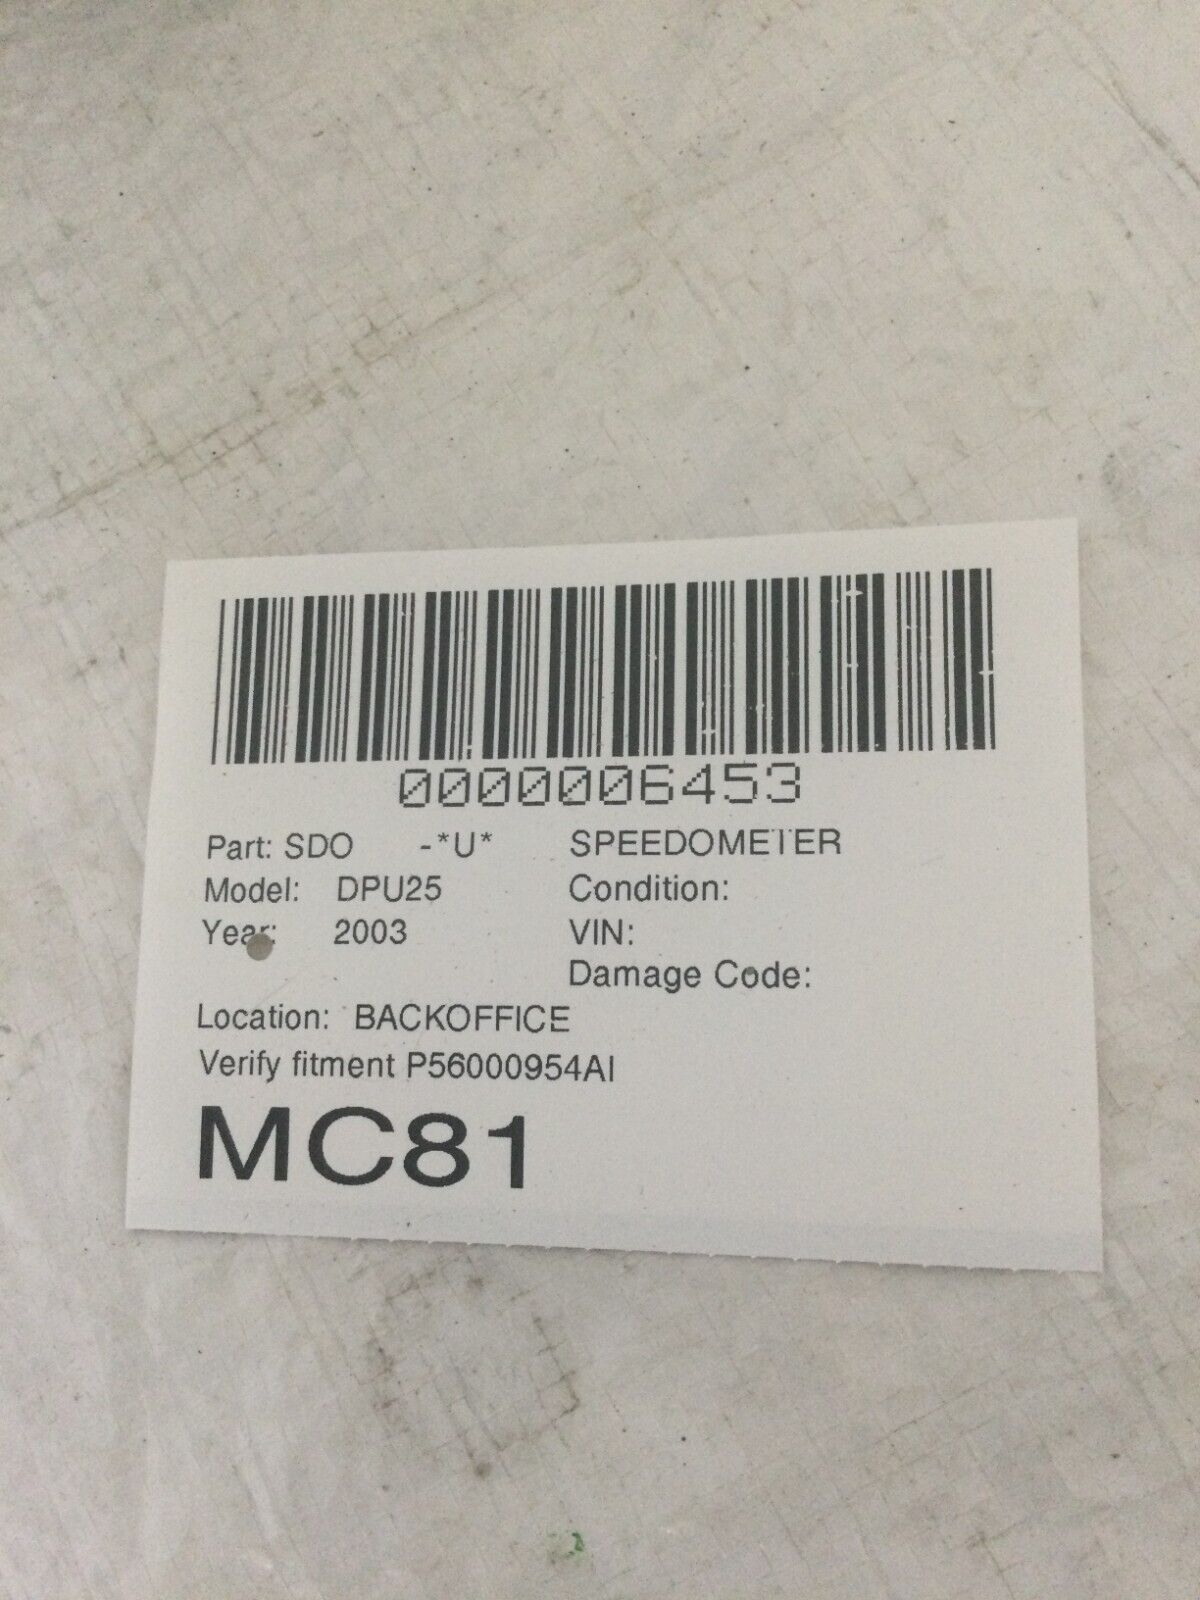 0000006453
Part: SDO -*U* SPEEDOMETER
Model: DPU25 Condition:
Year: 2003 VIN:
Damage Code:
Location: BACKOFFICE
Verify fitment P56000954AI
MC81